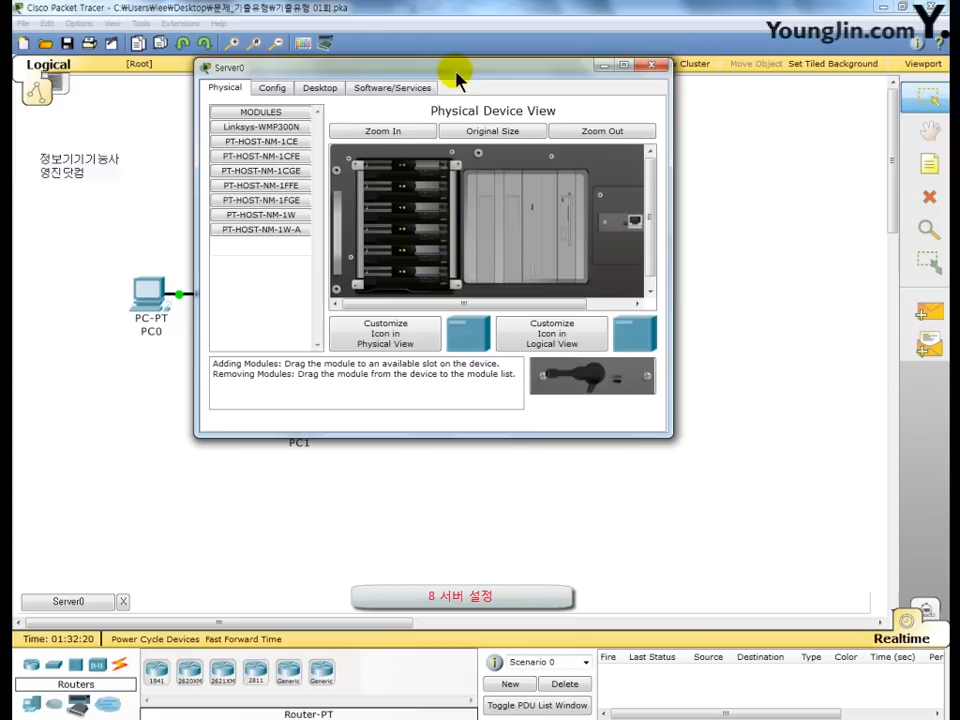 Cisco Packet Tracer - C:\Users\lee\Desktop\문제_기출유형\기출유형 01회.pka
File Edit Options View Tools Extensions Help
YoungJin.com Y.
Logical
[Root]
Cluster
Move Object
Set Tiled Background
Viewport
Server0
Physical
Config
Desktop
Software/Services
MODULES
Linksys-WMP300N
PT-HOST-NM-1CE
PT-HOST-NM-1CFE
PT-HOST-NM-1CGE
PT-HOST-NM-1FFE
PT-HOST-NM-1FGE
PT-HOST-NM-1W
PT-HOST-NM-1W-A
Physical Device View
Zoom In
Original Size
Zoom Out
Customize
Icon in
Physical View
Customize
Icon in
Logical View
Adding Modules: Drag the module to an available slot on the device.
Removing Modules: Drag the module from the device to the module list.
정보기기기능사
영진닷컴
PC-PT
PC0
PC1
8 서버 설정
Server0
X
Time: 01:32:20
Power Cycle Devices Fast Forward Time
Realtime
Routers
1841
2620XM
2621XM
2811
Generic
Generic
Router-PT
Scenario 0
New
Delete
Toggle PDU List Window
Fire
Last Status
Source
Destination
Type
Color
Time (sec)
Per